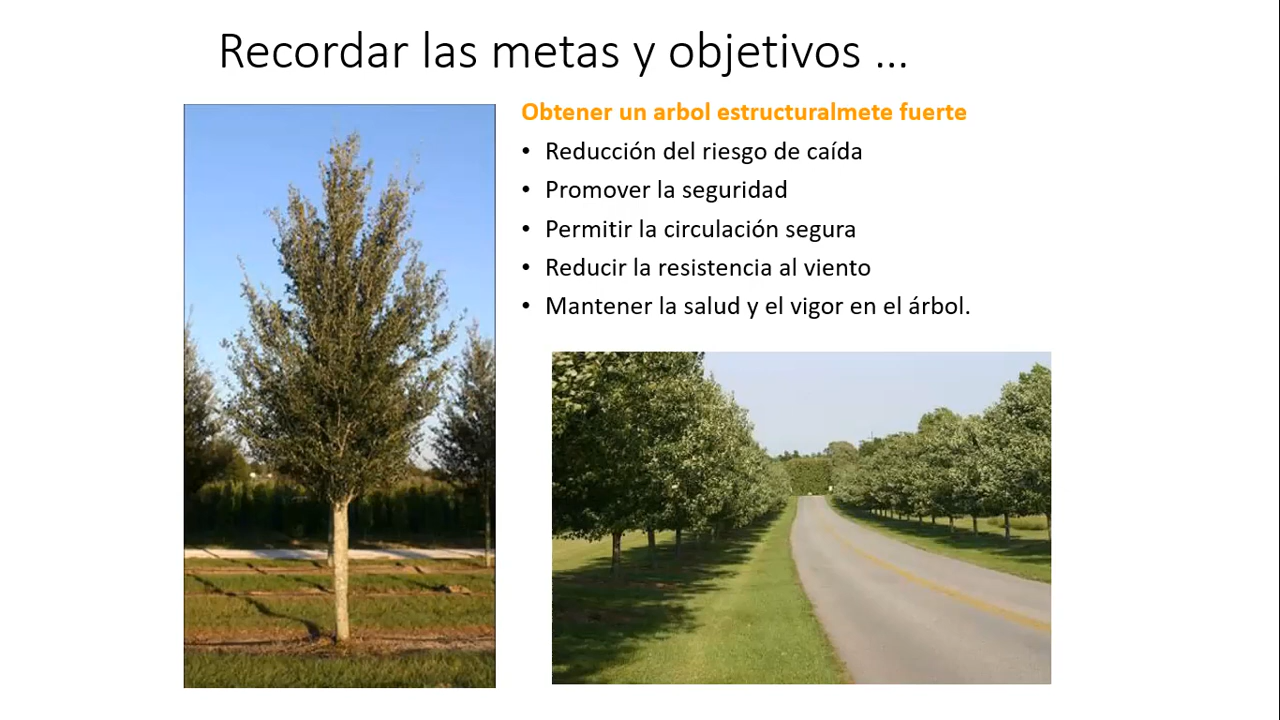 Recordar las metas y objetivos ...
Obtener un arbol estructuralmete fuerte
• Reducción del riesgo de caída
• Promover la seguridad
• Permitir la circulación segura
• Reducir la resistencia al viento
• Mantener la salud y el vigor en el árbol.